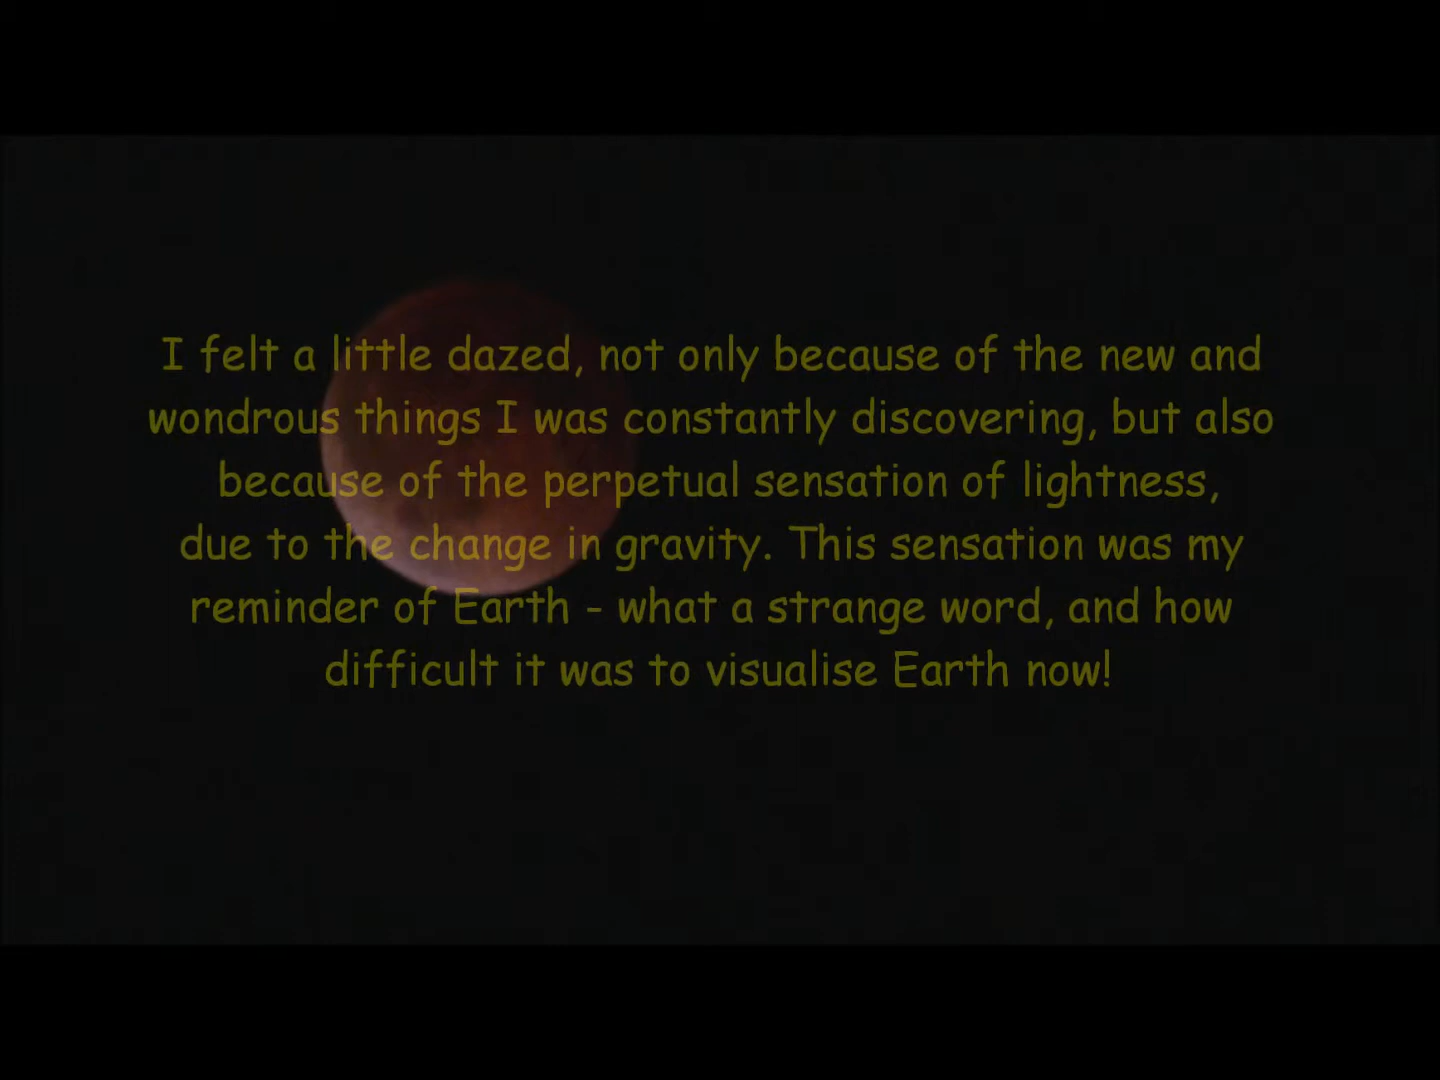 I felt a little dazed, not only because of the new and
wondrous things I was constantly discovering, but also
because of the perpetual sensation of lightness,
due to the change in gravity. This sensation was my
reminder of Earth - what a strange word, and how
difficult it was to visualise Earth now!